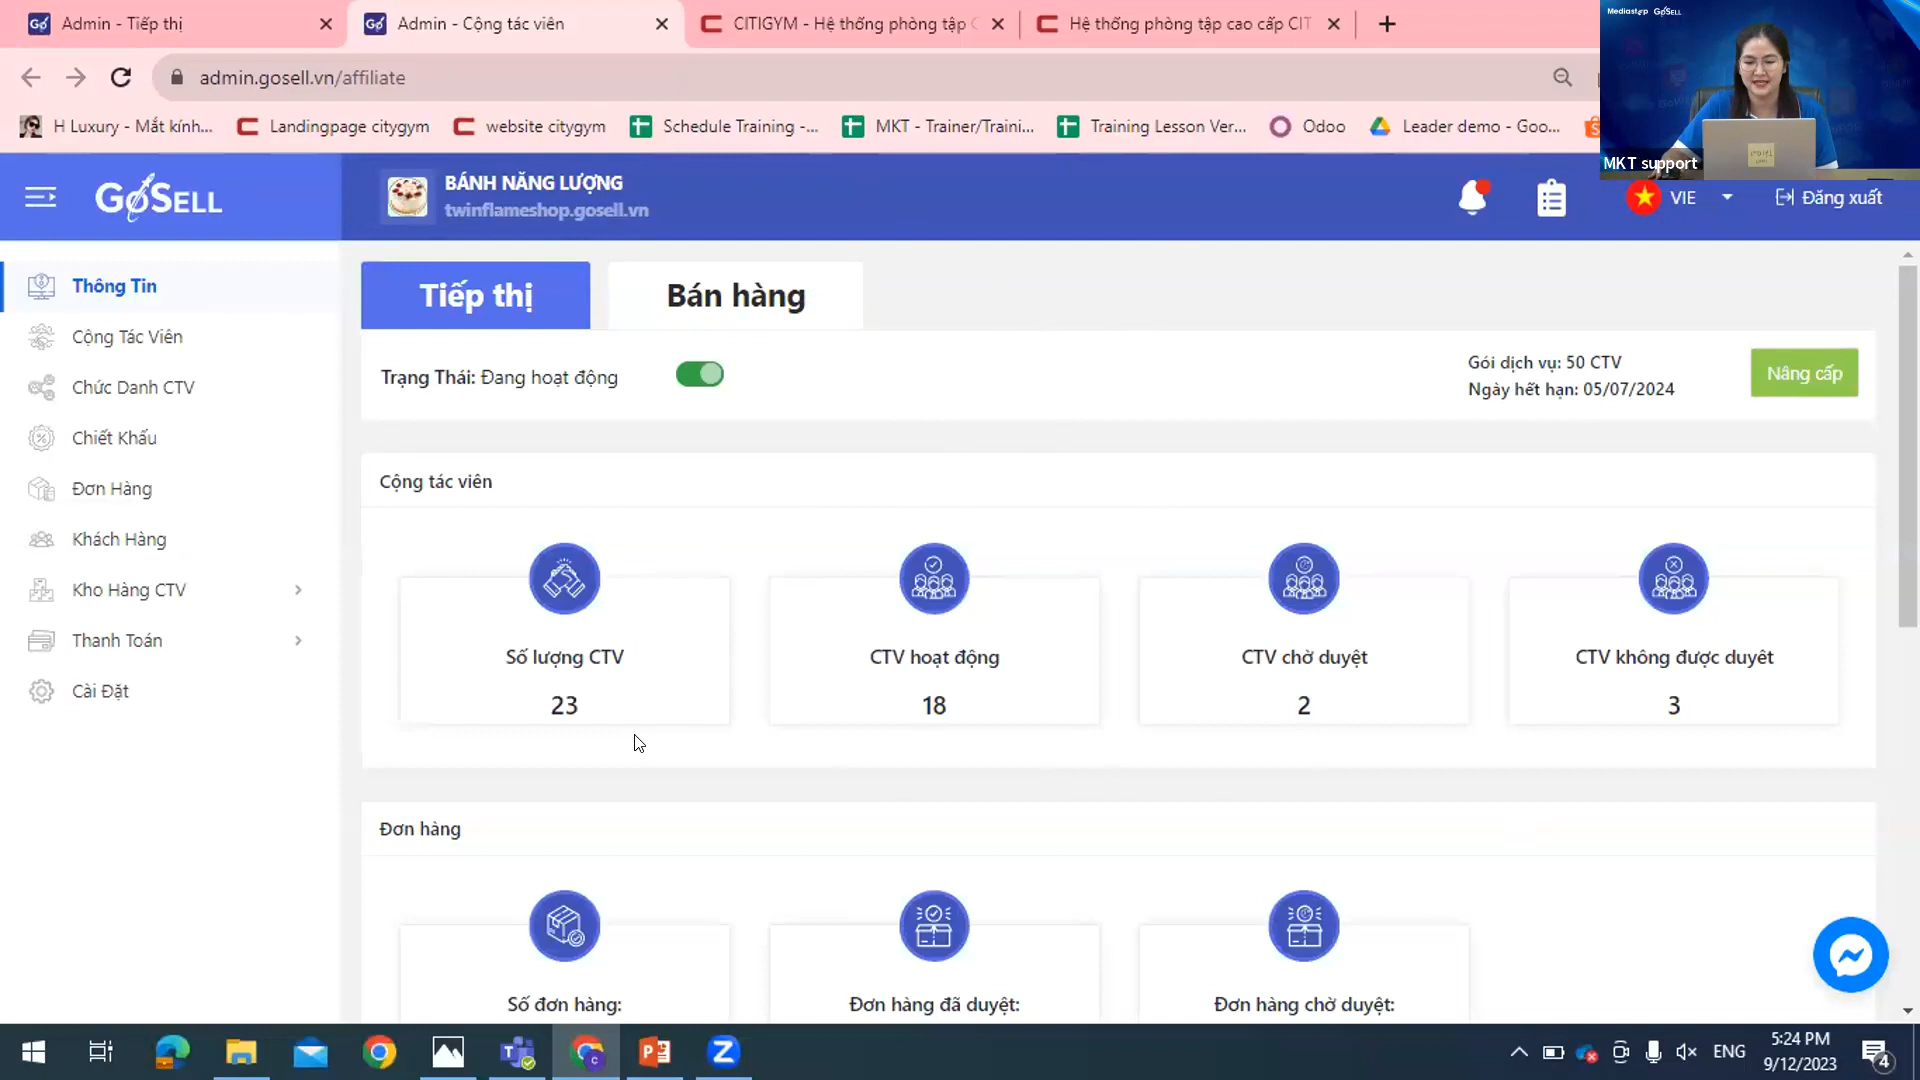 Admin - Tiếp thị
Admin - Cộng tác viên
CITIGYM - Hệ thống phòng tập C
Hệ thống phòng tập cao cấp CIT
Mediastep GoSELL
admin.gosell.vn/affiliate
H Luxury - Mắt kính...
Landingpage citygym
website citygym
Schedule Training -...
MKT - Trainer/Traini...
Training Lesson Ver...
Odoo
Leader demo - Goo...
MKT support
GoSELL
BÁNH NĂNG LƯỢNG
twinflameshop.gosell.vn
VIE
Đăng xuất
Thông Tin
Cộng Tác Viên
Chức Danh CTV
Chiết Khấu
Đơn Hàng
Khách Hàng
Kho Hàng CTV
Thanh Toán
Cài Đặt
Tiếp thị
Bán hàng
Trạng Thái: Đang hoạt động
Gói dịch vụ: 50 CTV
Ngày hết hạn: 05/07/2024
Nâng cấp
Cộng tác viên
Số lượng CTV
23
CTV hoạt động
18
CTV chờ duyệt
2
CTV không được duyêt
3
Đơn hàng
Số đơn hàng:
Đơn hàng đã duyệt:
Đơn hàng chờ duyệt:
ENG
5:24 PM
9/12/2023
4